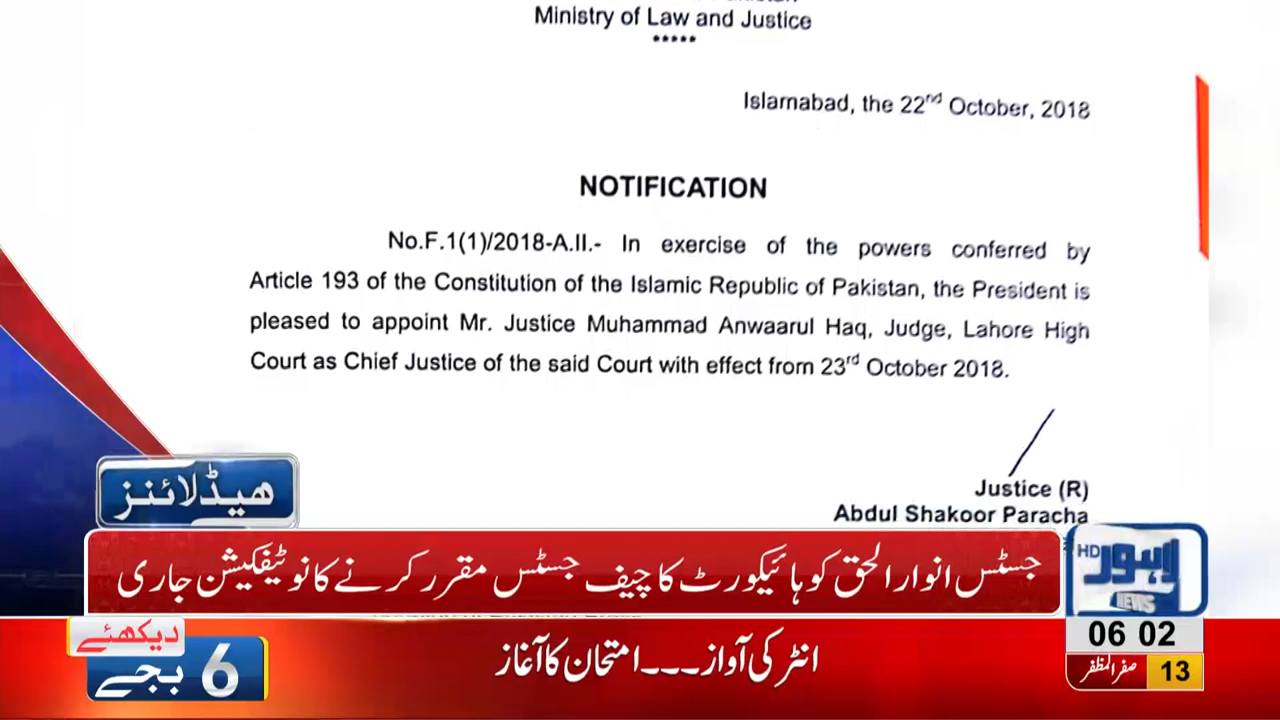 Ministry of Law and Justice
*****
Islamabad, the 22nd October, 2018
NOTIFICATION
No.F.1(1)/2018-A.II.- In exercise of the powers conferred by
Article 193 of the Constitution of the Islamic Republic of Pakistan, the President is
pleased to appoint Mr. Justice Muhammad Anwaarul Haq, Judge, Lahore High
Court as Chief Justice of the said Court with effect from 23rd October 2018.
Justice (R)
Abdul Shakoor Paracha
ھیڈلائنز
جسٹس انوارالحق کو ہائیکورٹ کا چیف جسٹس مقرر کرنے کا نوٹیفکیشن جاری
HD لاہور
NEWS
06 02
13 صفر المظفر
دیکھئے
6 بجے
انٹر کی آواز ۔۔۔ امتحان کا آغاز